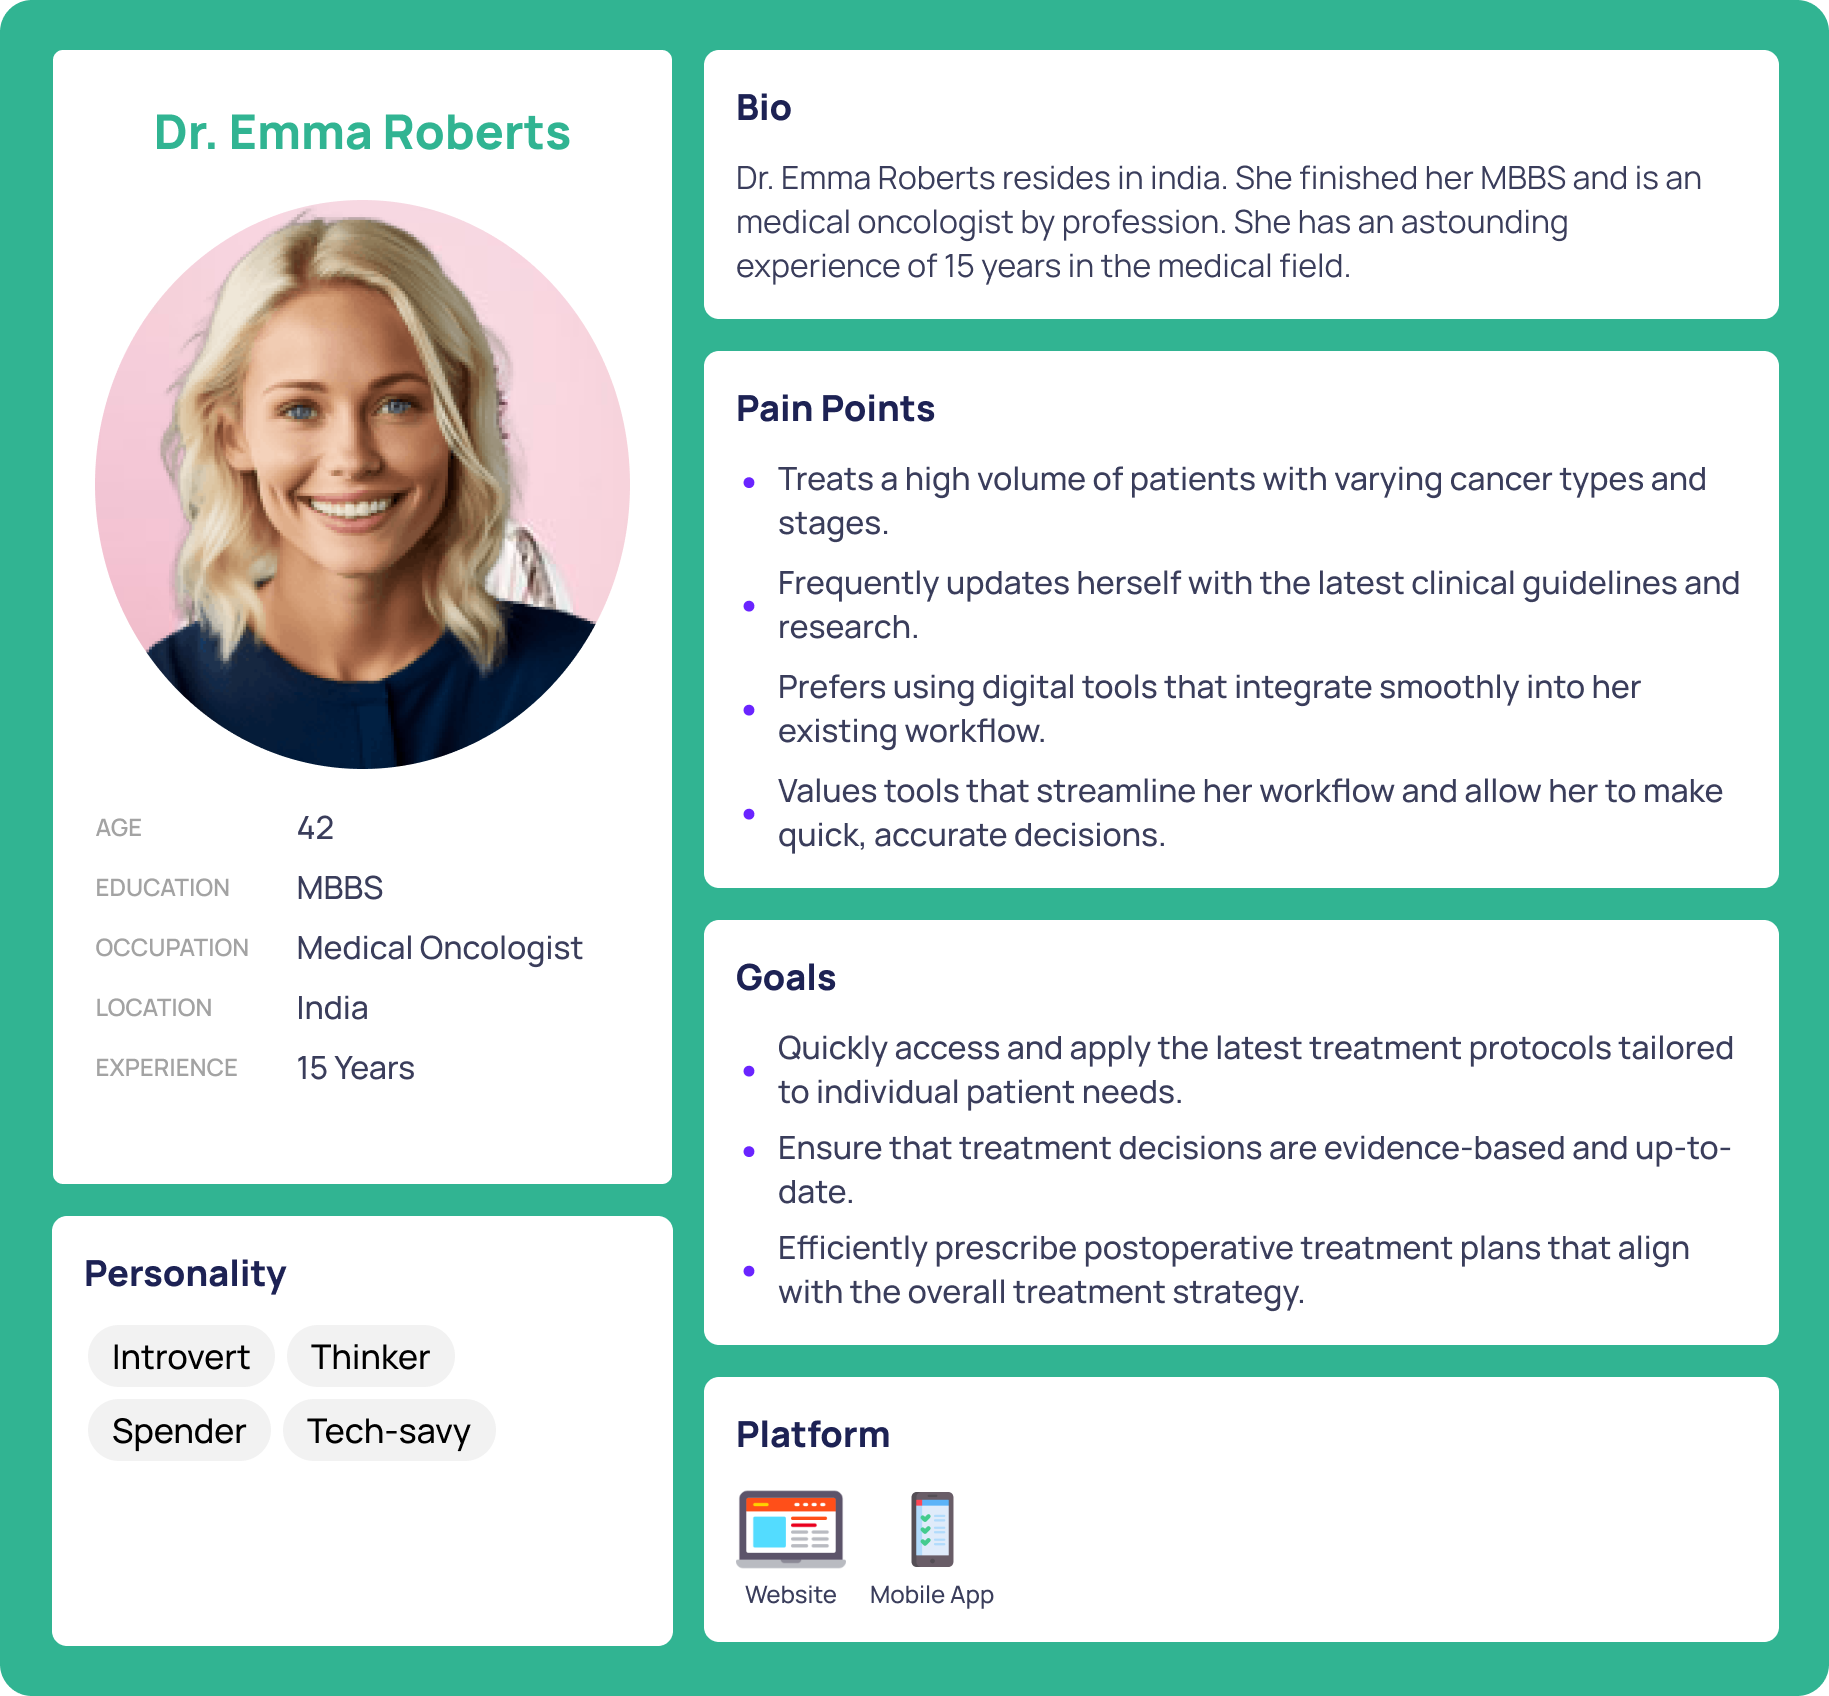 Dr. Emma Roberts
AGE 42
EDUCATION MBBS
OCCUPATION Medical Oncologist
LOCATION India
EXPERIENCE 15 Years
Personality
Introvert Thinker
Spender Tech-savy
Bio
Dr. Emma Roberts resides in india. She finished her MBBS and is an
medical oncologist by profession. She has an astounding
experience of 15 years in the medical field.
Pain Points
Treats a high volume of patients with varying cancer types and
stages.
Frequently updates herself with the latest clinical guidelines and
research.
Prefers using digital tools that integrate smoothly into her
existing workflow.
Values tools that streamline her workflow and allow her to make
quick, accurate decisions.
Goals
Quickly access and apply the latest treatment protocols tailored
to individual patient needs.
Ensure that treatment decisions are evidence-based and up-to-
date.
Efficiently prescribe postoperative treatment plans that align
with the overall treatment strategy.
Platform
Website Mobile App